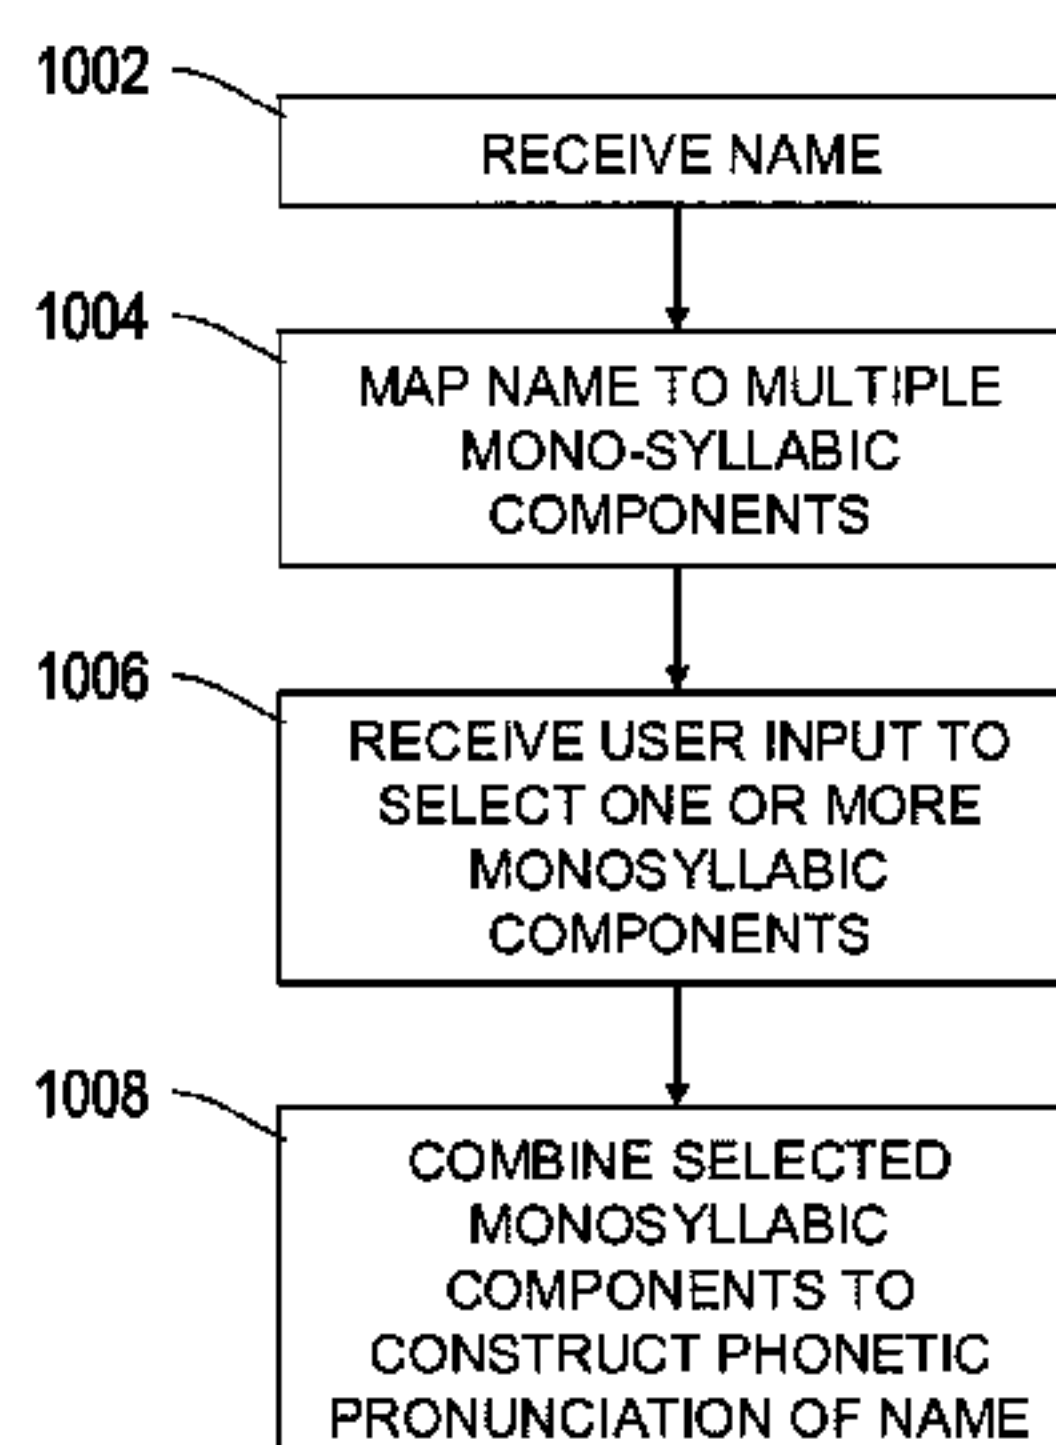 1002
RECEIVE NAME
1004
MAP NAME TO MULTIPLE
MONO-SYLLABIC
COMPONENTS
1006
RECEIVE USER INPUT TO
SELECT ONE OR MORE
MONOSYLLABIC
COMPONENTS
1008
COMBINE SELECTED
MONOSYLLABIC
COMPONENTS TO
CONSTRUCT PHONETIC
PRONUNCIATION OF NAME